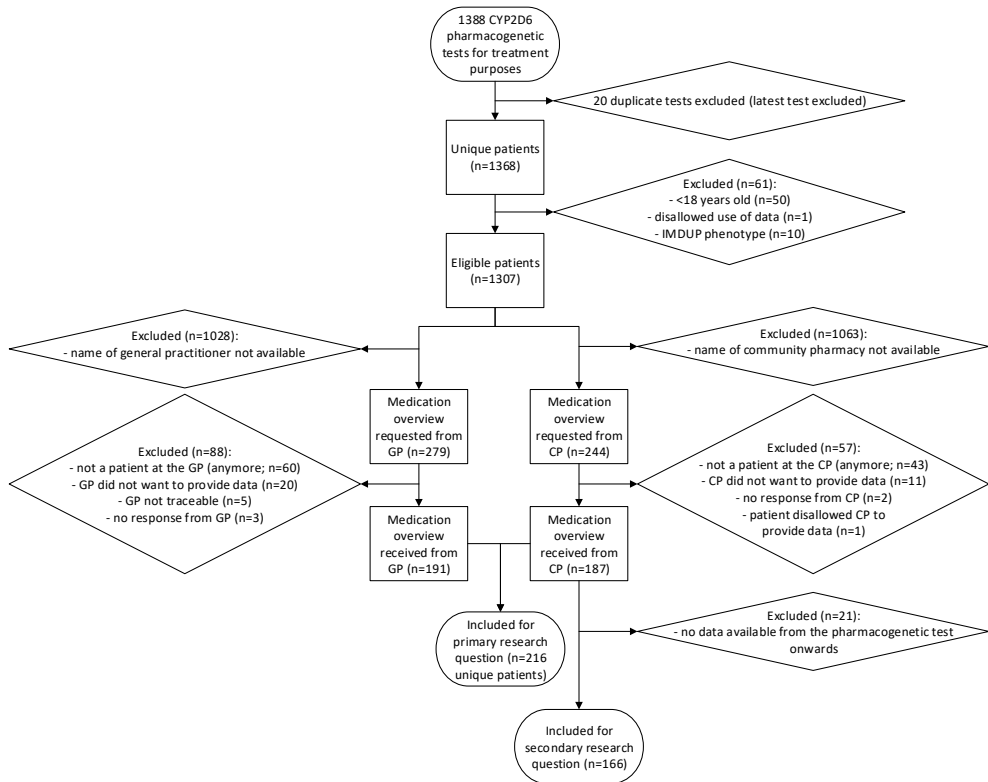 1388 CYP2D6
pharmacogenetic
tests for treatment
purposes
20 duplicate tests excluded (latest test excluded)
Unique patients
(n=1368)
Excluded (n=61):
- <18 years old (n=50)
- disallowed use of data (n=1)
- IMDUP phenotype (n=10)
Eligible patients
(n=1307)
Excluded (n=1028):
- name of general practitioner not available
Excluded (n=1063):
- name of community pharmacy not available
Medication
overview
requested from
GP (n=279)
Medication
overview
requested from
CP (n=244)
Excluded (n=88):
- not a patient at the GP (anymore; n=60)
- GP did not want to provide data (n=20)
- GP not traceable (n=5)
- no response from GP (n=3)
Excluded (n=57):
- not a patient at the CP (anymore; n=43)
- CP did not want to provide data (n=11)
- no response from CP (n=2)
- patient disallowed CP to
provide data (n=1)
Medication
overview
received from
GP (n=191)
Medication
overview
received from
CP (n=187)
Included for
primary research
question (n=216
unique patients)
Excluded (n=21):
- no data available from the pharmacogenetic test
onwards
Included for
secondary research
question (n=166)